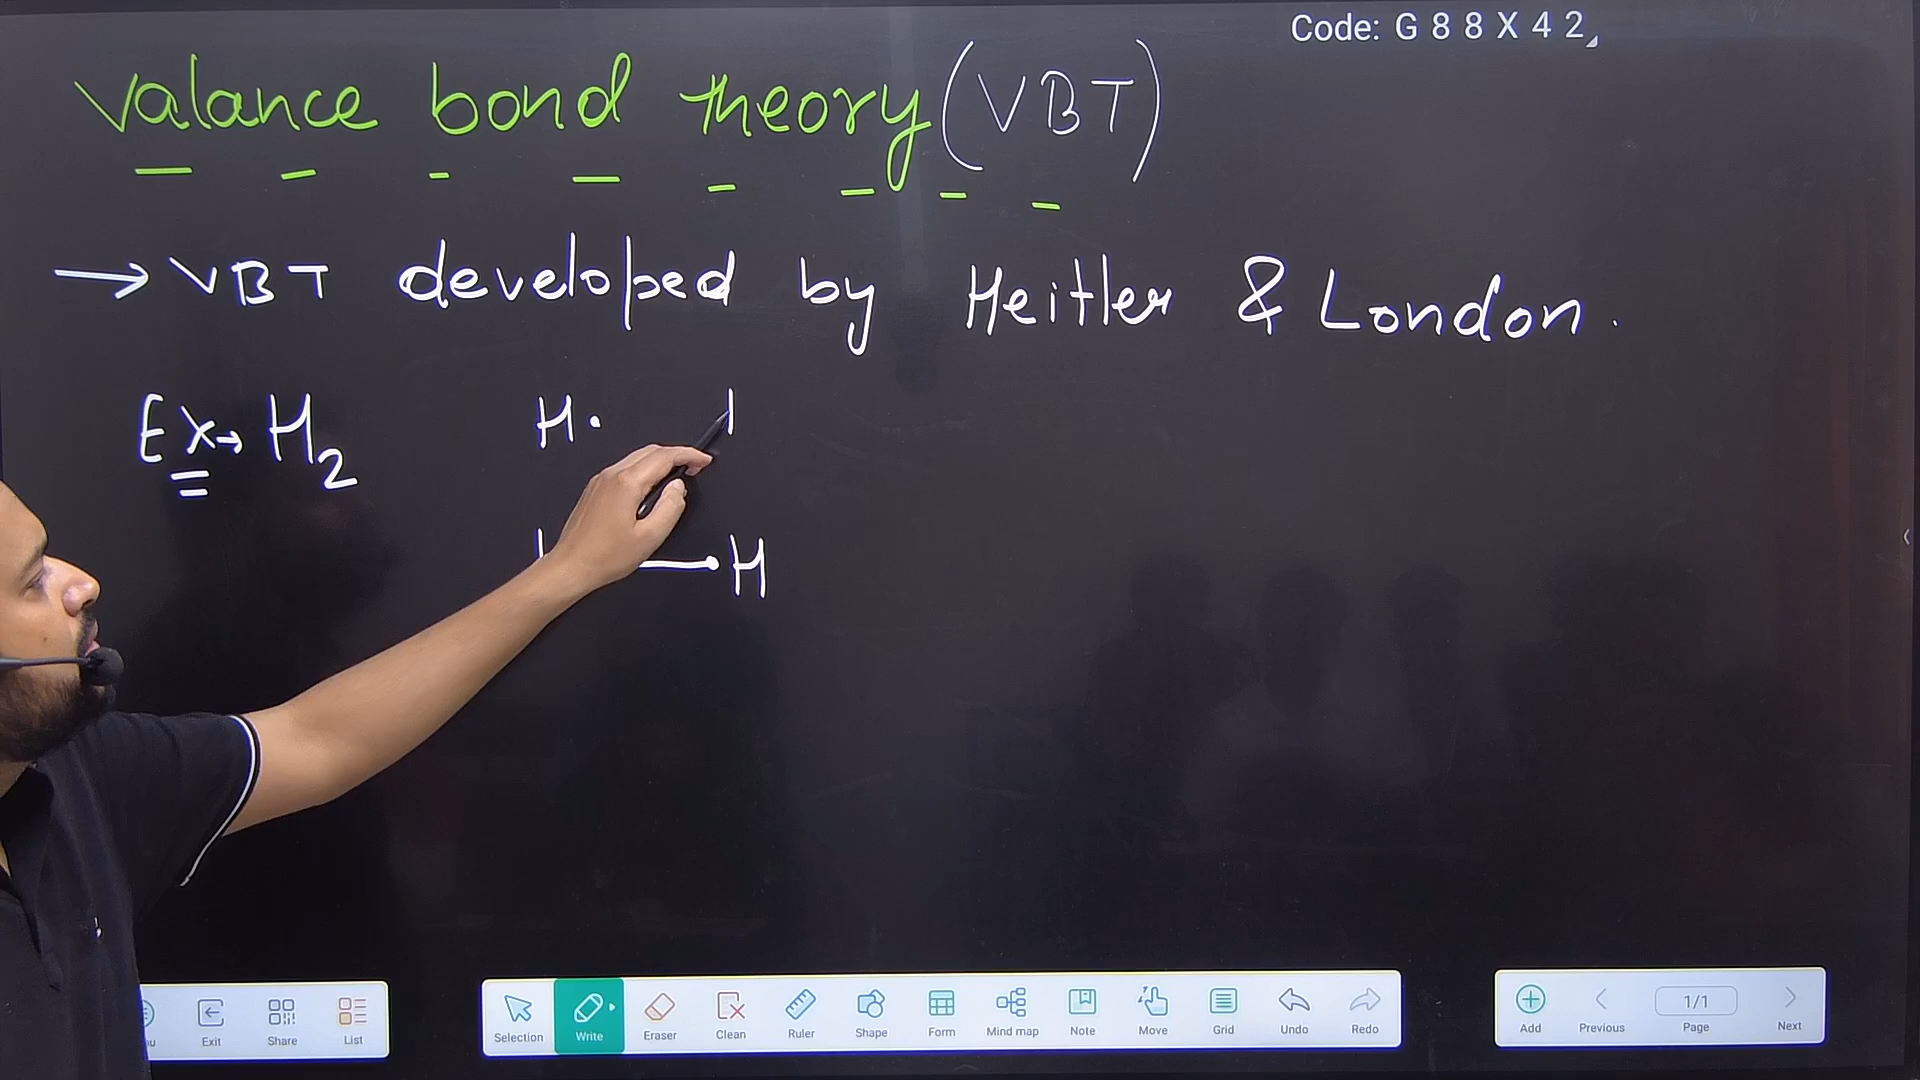 Code: G 8 8 X 4 2
Valance bond theory (VBT)
→ VBT developed by Heitler & London.
Ex → H2 H·
H
Exit Share List Selection Write Eraser Clean Ruler Shape Form Mind map Note Move Grid Undo Redo Add Previous 1/1 Page Next